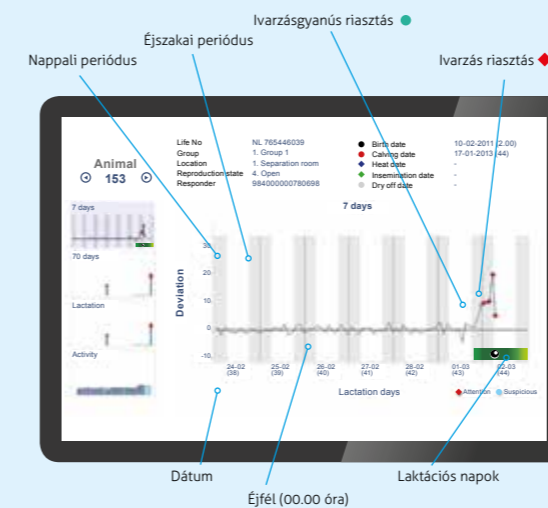 Ivarzásgyanús riasztás
Éjszakai periódus
Nappali periódus
Ivarzás riasztás
Animal
153
Life No NL 765446039
Group 1. Group 1
Location 1. Separation room
Reproduction state 4. Open
Responder 984000000780698
Birth date 10-02-2011 (2.00)
Calving date 17-01-2013 (44)
Heat date -
Insemination date -
Dry off date -
7 days
70 days
Lactation
Activity
7 days
Deviation
30
20
10
0
-10
24-02 25-02 26-02 27-02 28-02 01-03 02-03
(38) (39) (40) (41) (42) (43) (44)
Lactation days
Attention Suspicious
Dátum
Laktációs napok
Éjfél (00.00 óra)